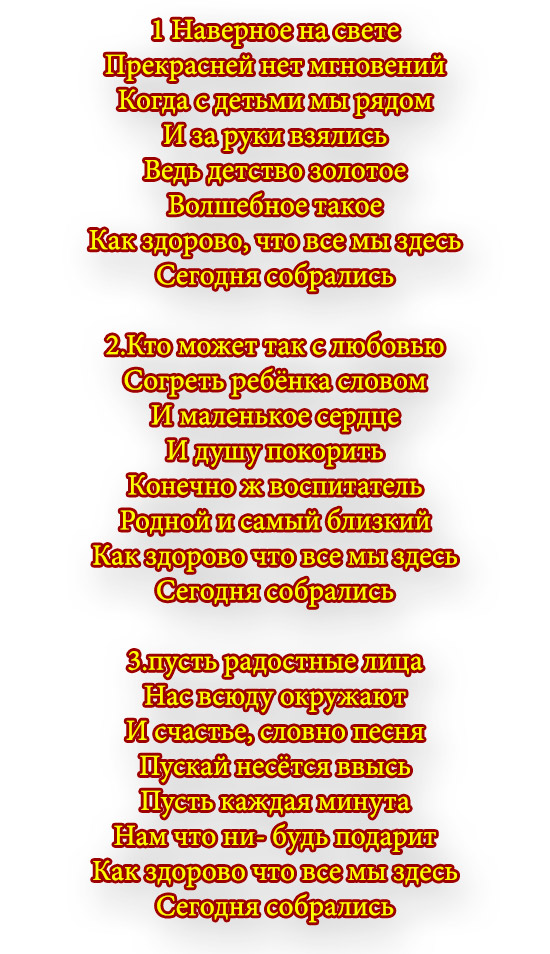 1 Наверное на свете
Прекрасней нет мгновений
Когда с детьми мы рядом
И за руки взялись
Ведь детство золотое
Волшебное такое
Как здорово, что все мы здесь
Сегодня собрались
2.Кто может так с любовью
Согреть ребёнка словом
И маленькое сердце
И душу покорить
Конечно ж воспитатель
Родной и самый близкий
Как здорово что все мы здесь
Сегодня собрались
3.пусть радостные лица
Нас всюду окружают
И счастье, словно песня
Пускай несётся ввысь
Пусть каждая минута
Нам что ни- будь подарит
Как здорово что все мы здесь
Сегодня собрались